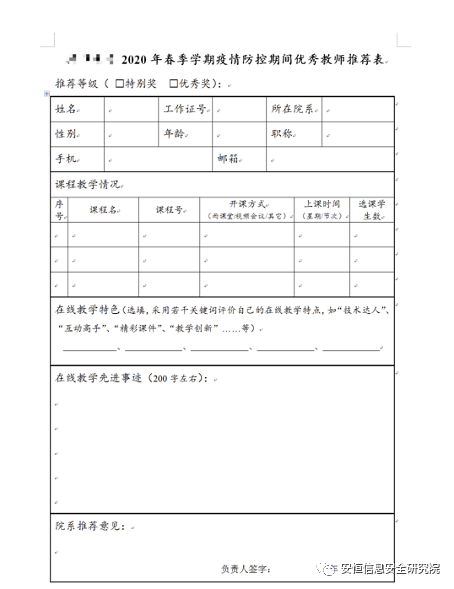 2020 年春季学期疫情防控期间优秀教师推荐表
推荐等级（ □特别奖 □优秀奖）：
姓名 工作证号 所在院系
性别 年龄 职称
手机 邮箱
课程教学情况
序号 课程名 课程号 开课方式（雨课堂/视频会议/其它） 上课时间（星期/节次） 选课学生数
在线教学特色（选填，采用若干关键词评价自己的在线教学特点，如“技术达人”、
“互动高手”、“精彩课件”、“教学创新”……等）
________、________、________、________、________
在线教学先进事迹（200 字左右）：
院系推荐意见：
负责人签字： 年
安恒信息安全研究院